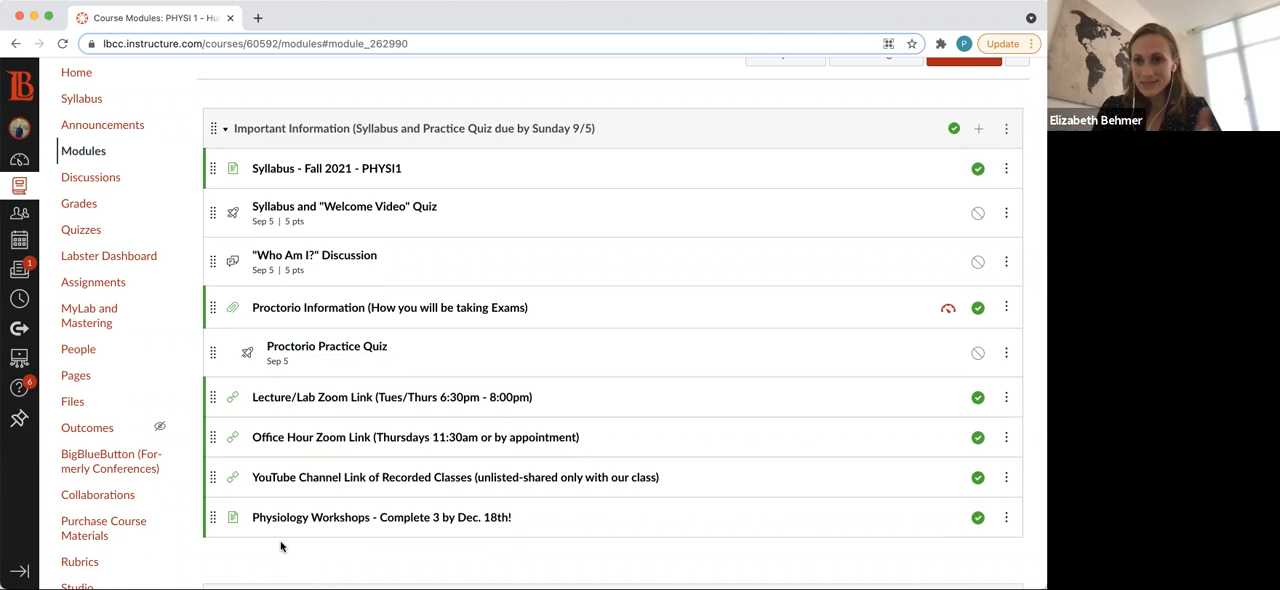 Course Modules: PHYSI 1 - Hu
lbcc.instructure.com/courses/60592/modules#module_262990
P
Update
LB
Home
Syllabus
Announcements
Modules
Discussions
Grades
Quizzes
Labster Dashboard
Assignments
MyLab and
Mastering
People
Pages
Files
Outcomes
BigBlueButton (For-
merly Conferences)
Collaborations
Purchase Course
Materials
Rubrics
Studio
1
6
Important Information (Syllabus and Practice Quiz due by Sunday 9/5)
Syllabus - Fall 2021 - PHYSI1
Syllabus and "Welcome Video" Quiz
Sep 5 | 5 pts
"Who Am I?" Discussion
Sep 5 | 5 pts
Proctorio Information (How you will be taking Exams)
Proctorio Practice Quiz
Sep 5
Lecture/Lab Zoom Link (Tues/Thurs 6:30pm - 8:00pm)
Office Hour Zoom Link (Thursdays 11:30am or by appointment)
YouTube Channel Link of Recorded Classes (unlisted-shared only with our class)
Physiology Workshops - Complete 3 by Dec. 18th!
Elizabeth Behmer